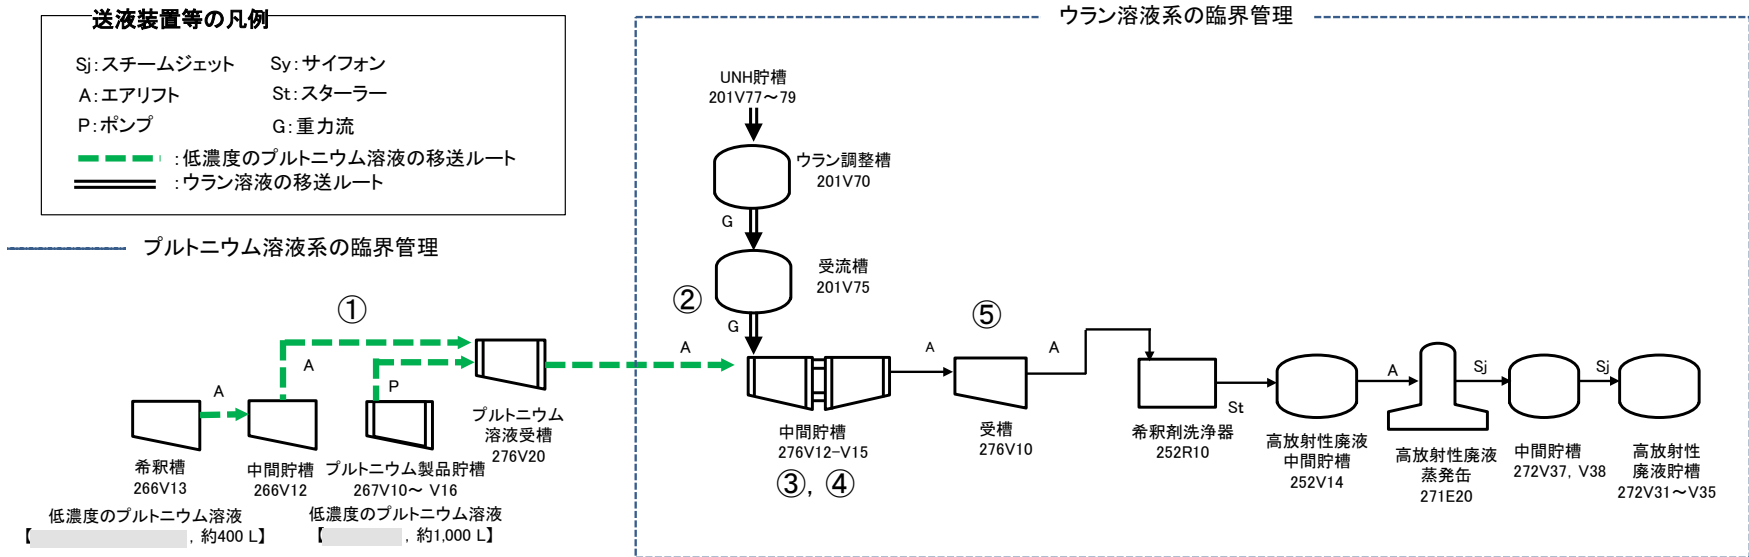 送液装置等の凡例
Sj:スチームジェット Sy:サイフォン
A:エアリフト St:スターラー
P:ポンプ G:重力流
:低濃度のプルトニウム溶液の移送ルート
:ウラン溶液の移送ルート
プルトニウム溶液系の臨界管理
ウラン溶液系の臨界管理
UNH貯槽
201V77～79
ウラン調整槽
201V70
G
受流槽
201V75
G
①
②
A
A
P
A
プルトニウム
溶液受槽
276V20
希釈槽
266V13
中間貯槽
266V12
プルトニウム製品貯槽
267V10～ V16
低濃度のプルトニウム溶液
【 , 約400 L】
低濃度のプルトニウム溶液
【 , 約1,000 L】
中間貯槽
276V12-V15
③, ④
A
⑤
受槽
276V10
A
希釈剤洗浄器
252R10
St
高放射性廃液
中間貯槽
252V14
A
高放射性廃液
蒸発缶
271E20
Sj
中間貯槽
272V37, V38
Sj
高放射性
廃液貯槽
272V31～V35